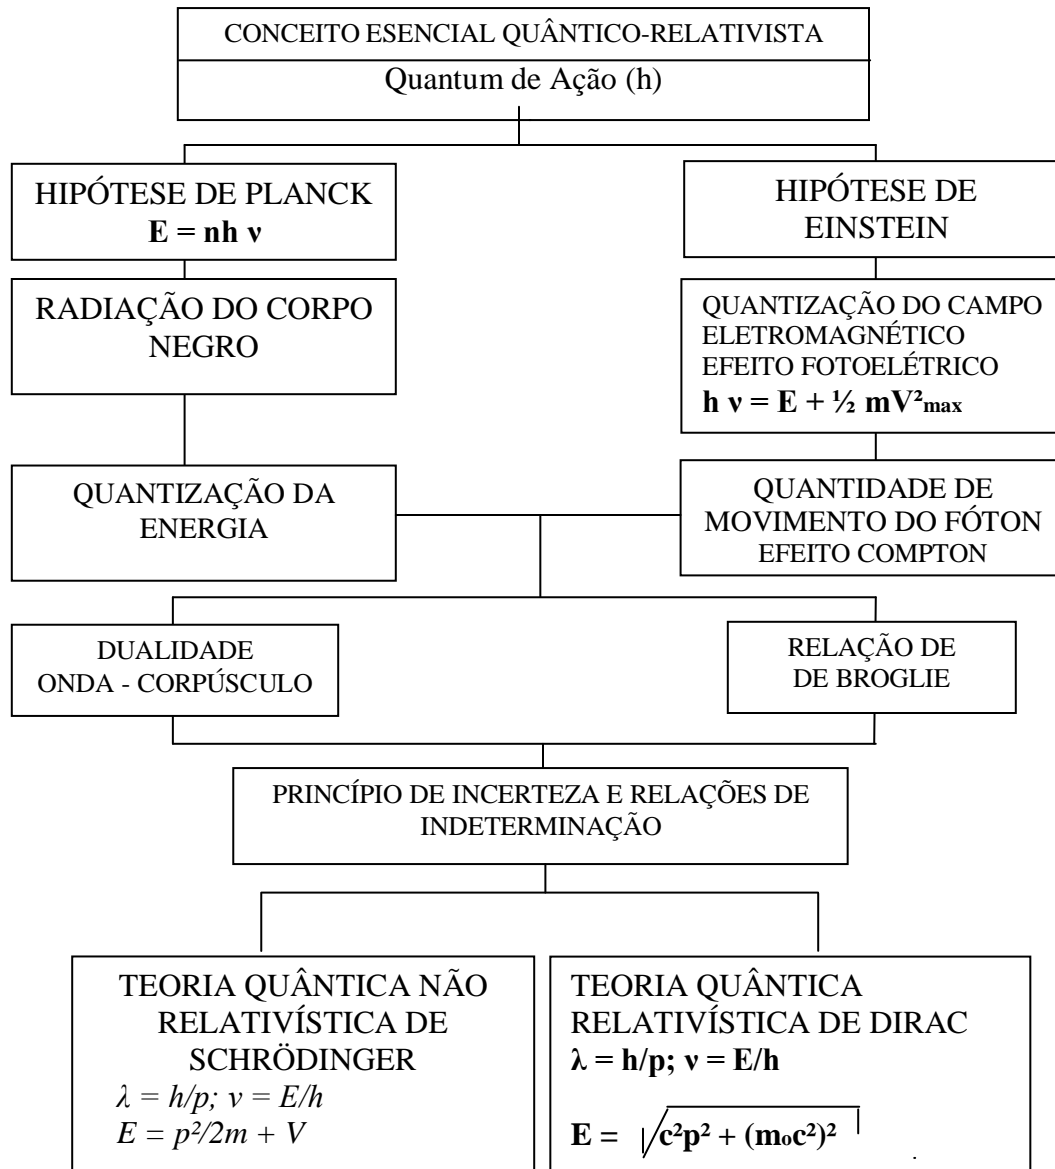 CONCEITO ESENCIAL QUÂNTICO-RELATIVISTA
Quantum de Ação (h)
HIPÓTESE DE PLANCK
E = nh ν
HIPÓTESE DE
EINSTEIN
RADIAÇÃO DO CORPO
NEGRO
QUANTIZAÇÃO DO CAMPO
ELETROMAGNÉTICO
EFEITO FOTOELÉTRICO
h ν = E + ½ mV²max
QUANTIZAÇÃO DA
ENERGIA
QUANTIDADE DE
MOVIMENTO DO FÓTON
EFEITO COMPTON
DUALIDADE
ONDA - CORPÚSCULO
RELAÇÃO DE
DE BROGLIE
PRINCÍPIO DE INCERTEZA E RELAÇÕES DE
INDETERMINAÇÃO
TEORIA QUÂNTICA NÃO
RELATIVÍSTICA DE
SCHRÖDINGER
λ = h/p; ν = E/h
E = p²/2m + V
TEORIA QUÂNTICA
RELATIVÍSTICA DE DIRAC
λ = h/p; ν = E/h
E = √c²p² + (m₀c²)²